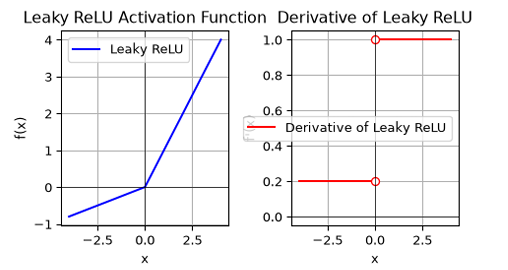 Leaky ReLU Activation Function
Leaky ReLU
4
3
2
1
0
−1
f(x)
−2.5 0.0 2.5
x
Derivative of Leaky ReLU
1.0
0.8
0.6
Derivative of Leaky ReLU
0.4
0.2
0.0
−2.5 0.0 2.5
x